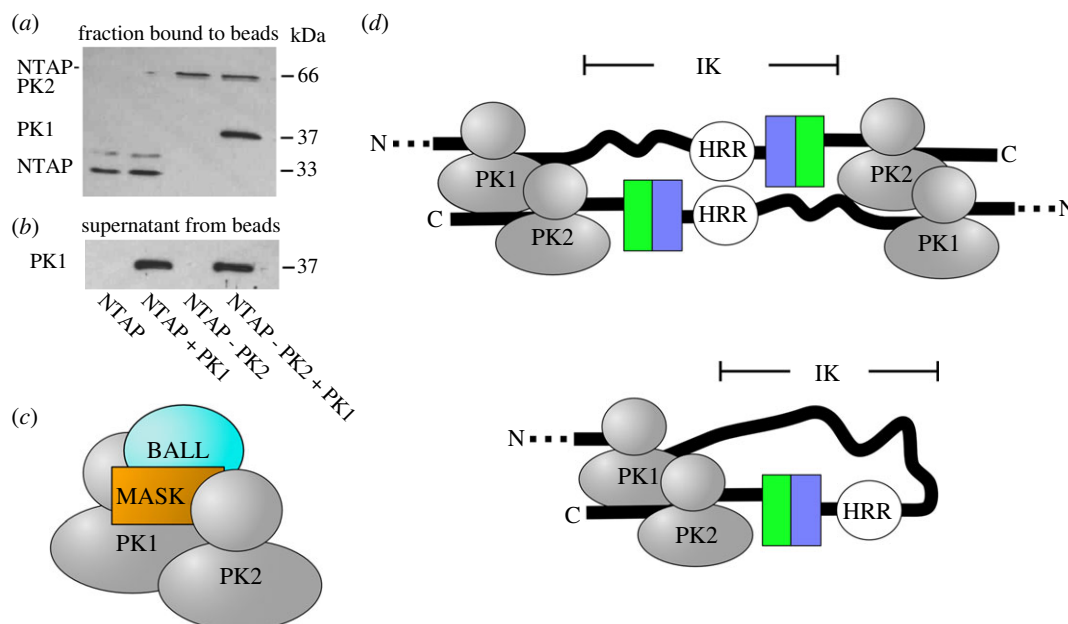 (a)
fraction bound to beads kDa
NTAP-
PK2
66
PK1
37
NTAP
33
(b)
supernatant from beads
PK1
37
NTAP
NTAP + PK1
NTAP - PK2
NTAP - PK2 + PK1
(c)
BALL
MASK
PK1
PK2
(d)
IK
N
HRR
C
PK1
PK2
N
C
HRR
PK2
PK1
IK
N
PK1
C
HRR
PK2